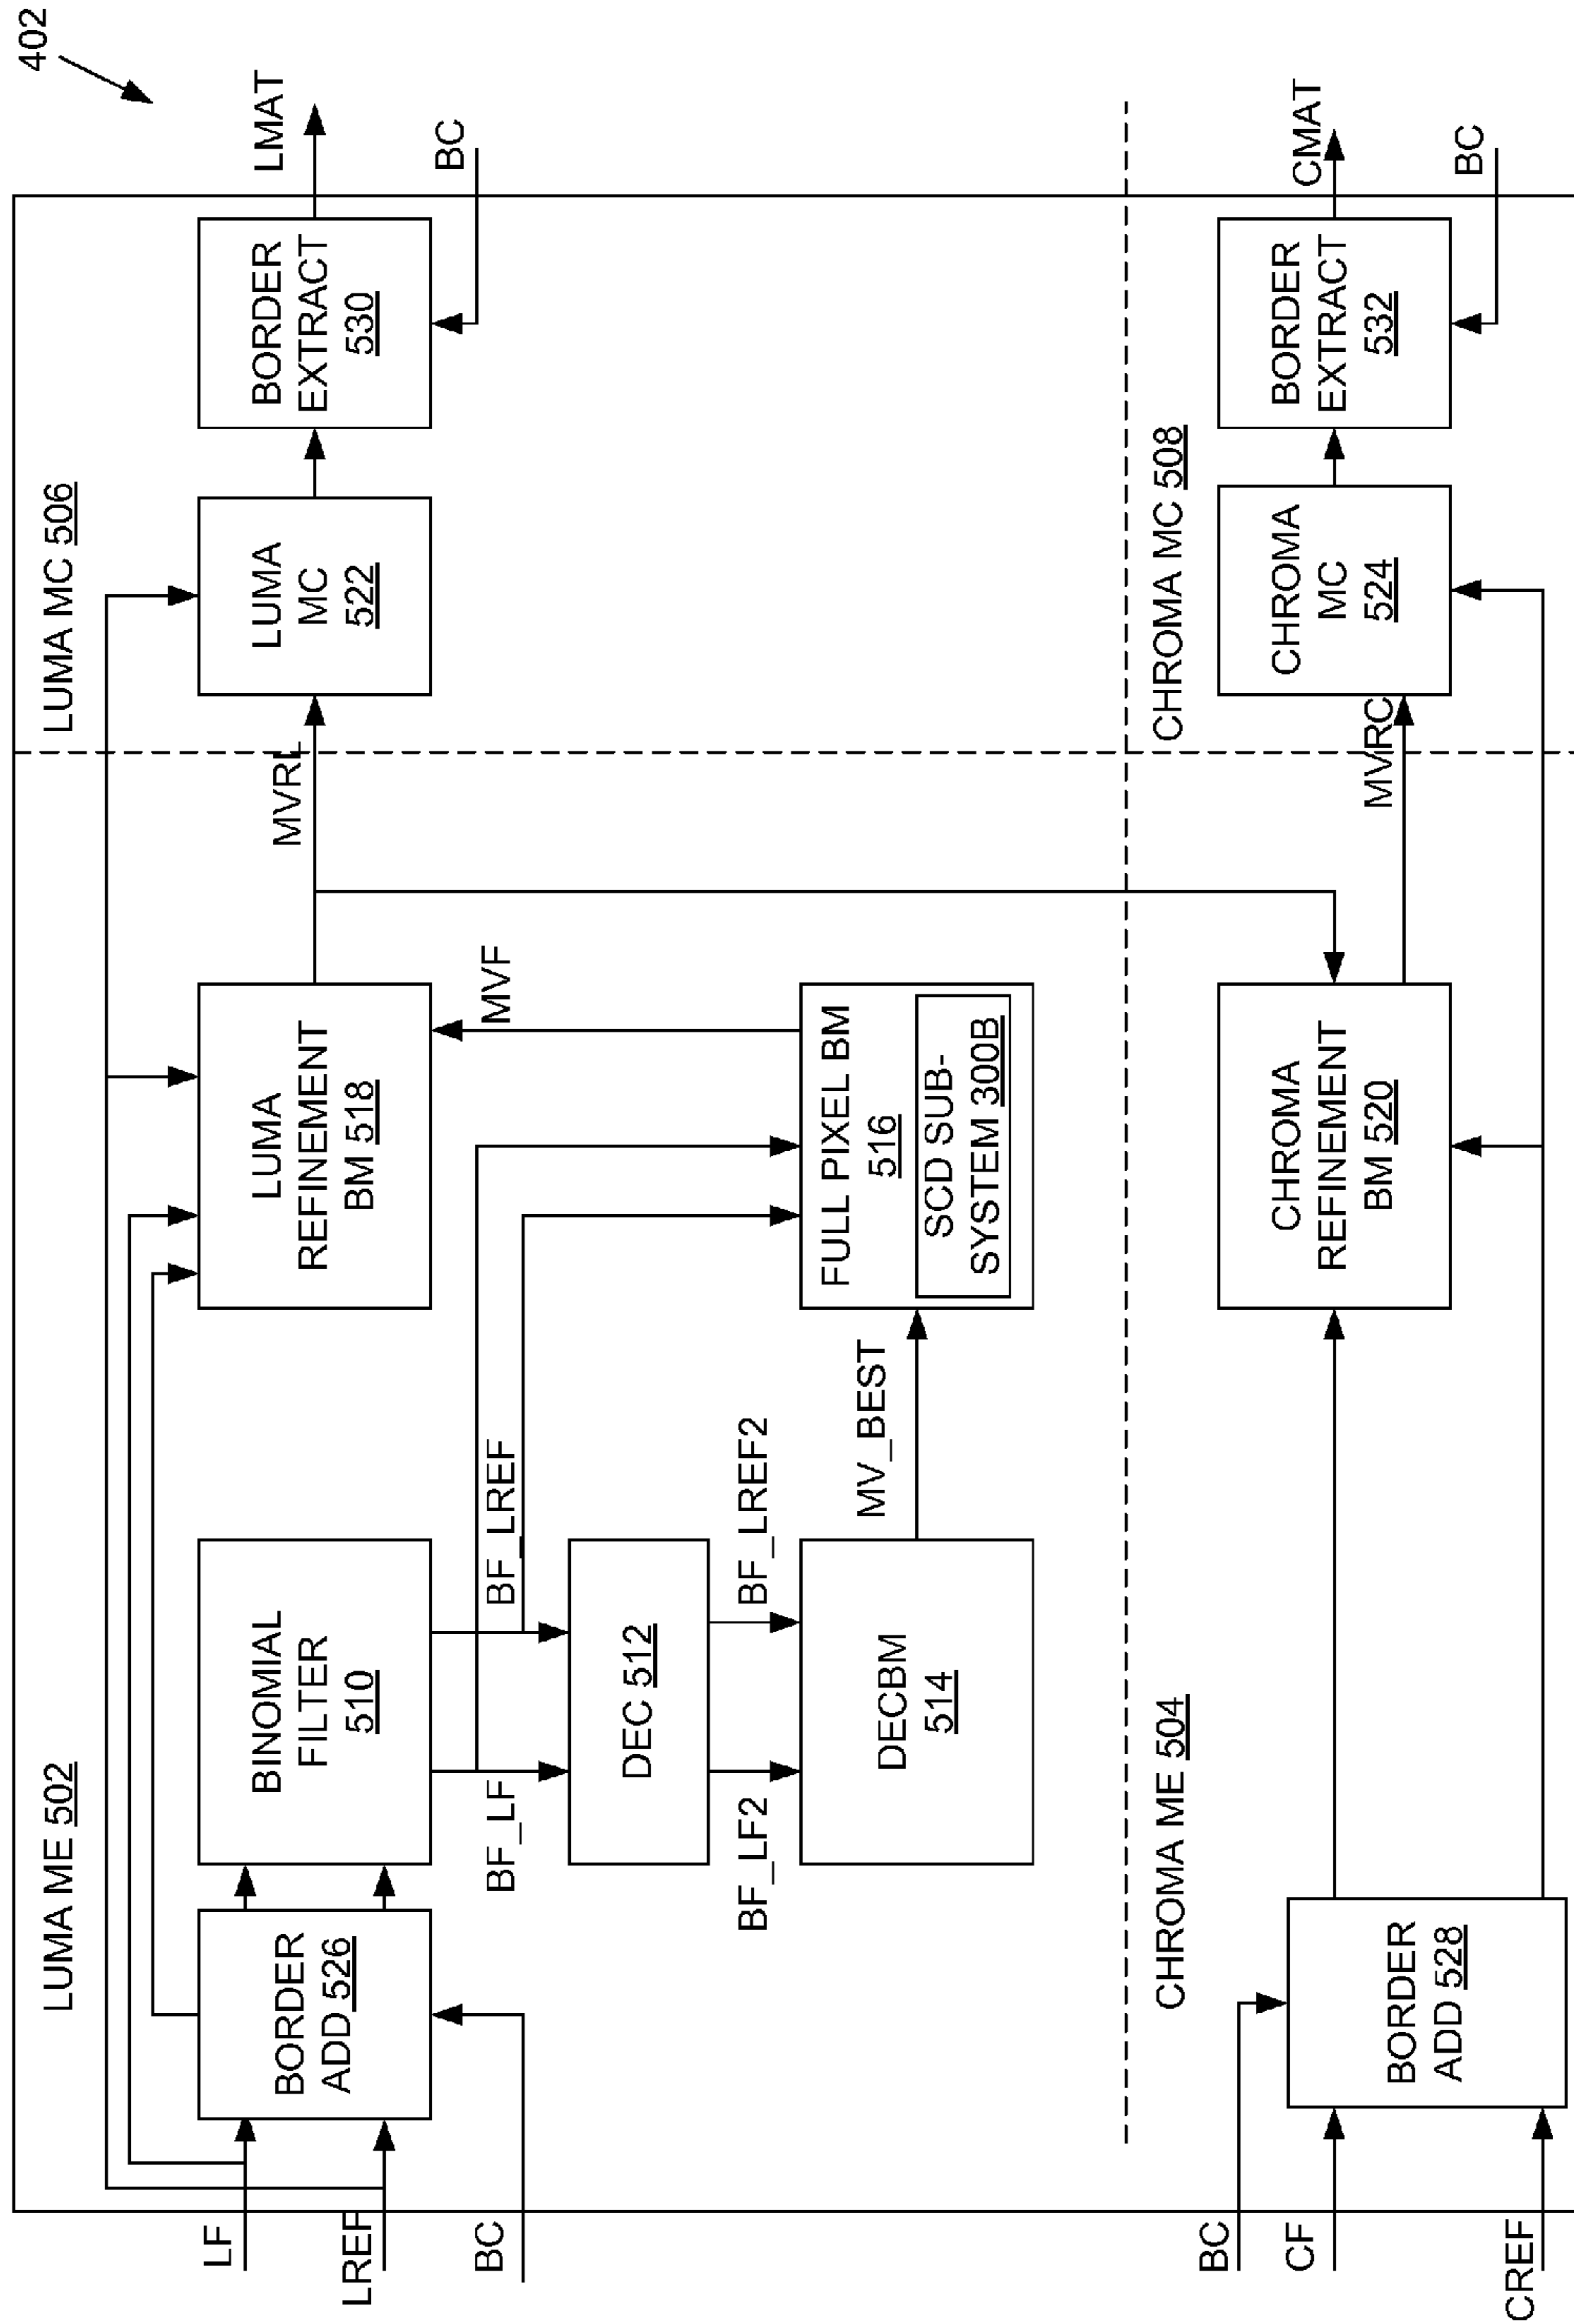 402
LUMA ME 502
LUMA MC 506
LF
LREF
BC
BORDER
ADD 526
BINOMIAL
FILTER
510
LUMA
REFINEMENT
BM 518
MVRL
LUMA
MC
522
BORDER
EXTRACT
530
LMAT
BC
BF_LF
BF_LREF
MVF
DEC 512
BF_LF2
BF_LREF2
DECBM
514
MV_BEST
FULL PIXEL BM
516
SCD SUB-
SYSTEM 300B
CHROMA ME 504
CHROMA MC 508
BC
CF
CREF
BORDER
ADD 528
CHROMA
REFINEMENT
BM 520
MVRC
CHROMA
MC
524
BORDER
EXTRACT
532
CMAT
BC